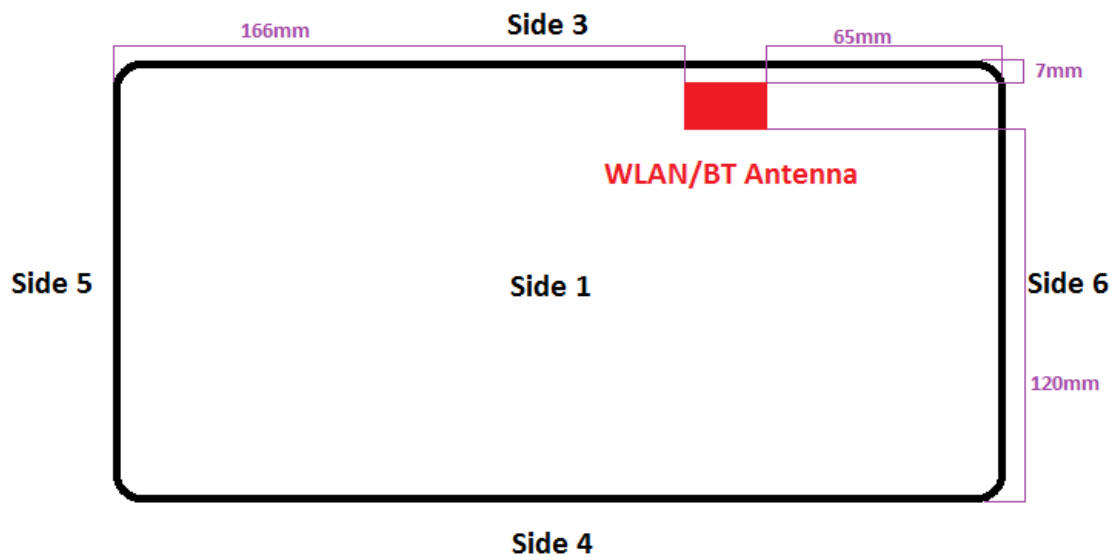 Side 3
166mm
65mm
7mm
WLAN/BT Antenna
Side 5
Side 1
Side 6
120mm
Side 4